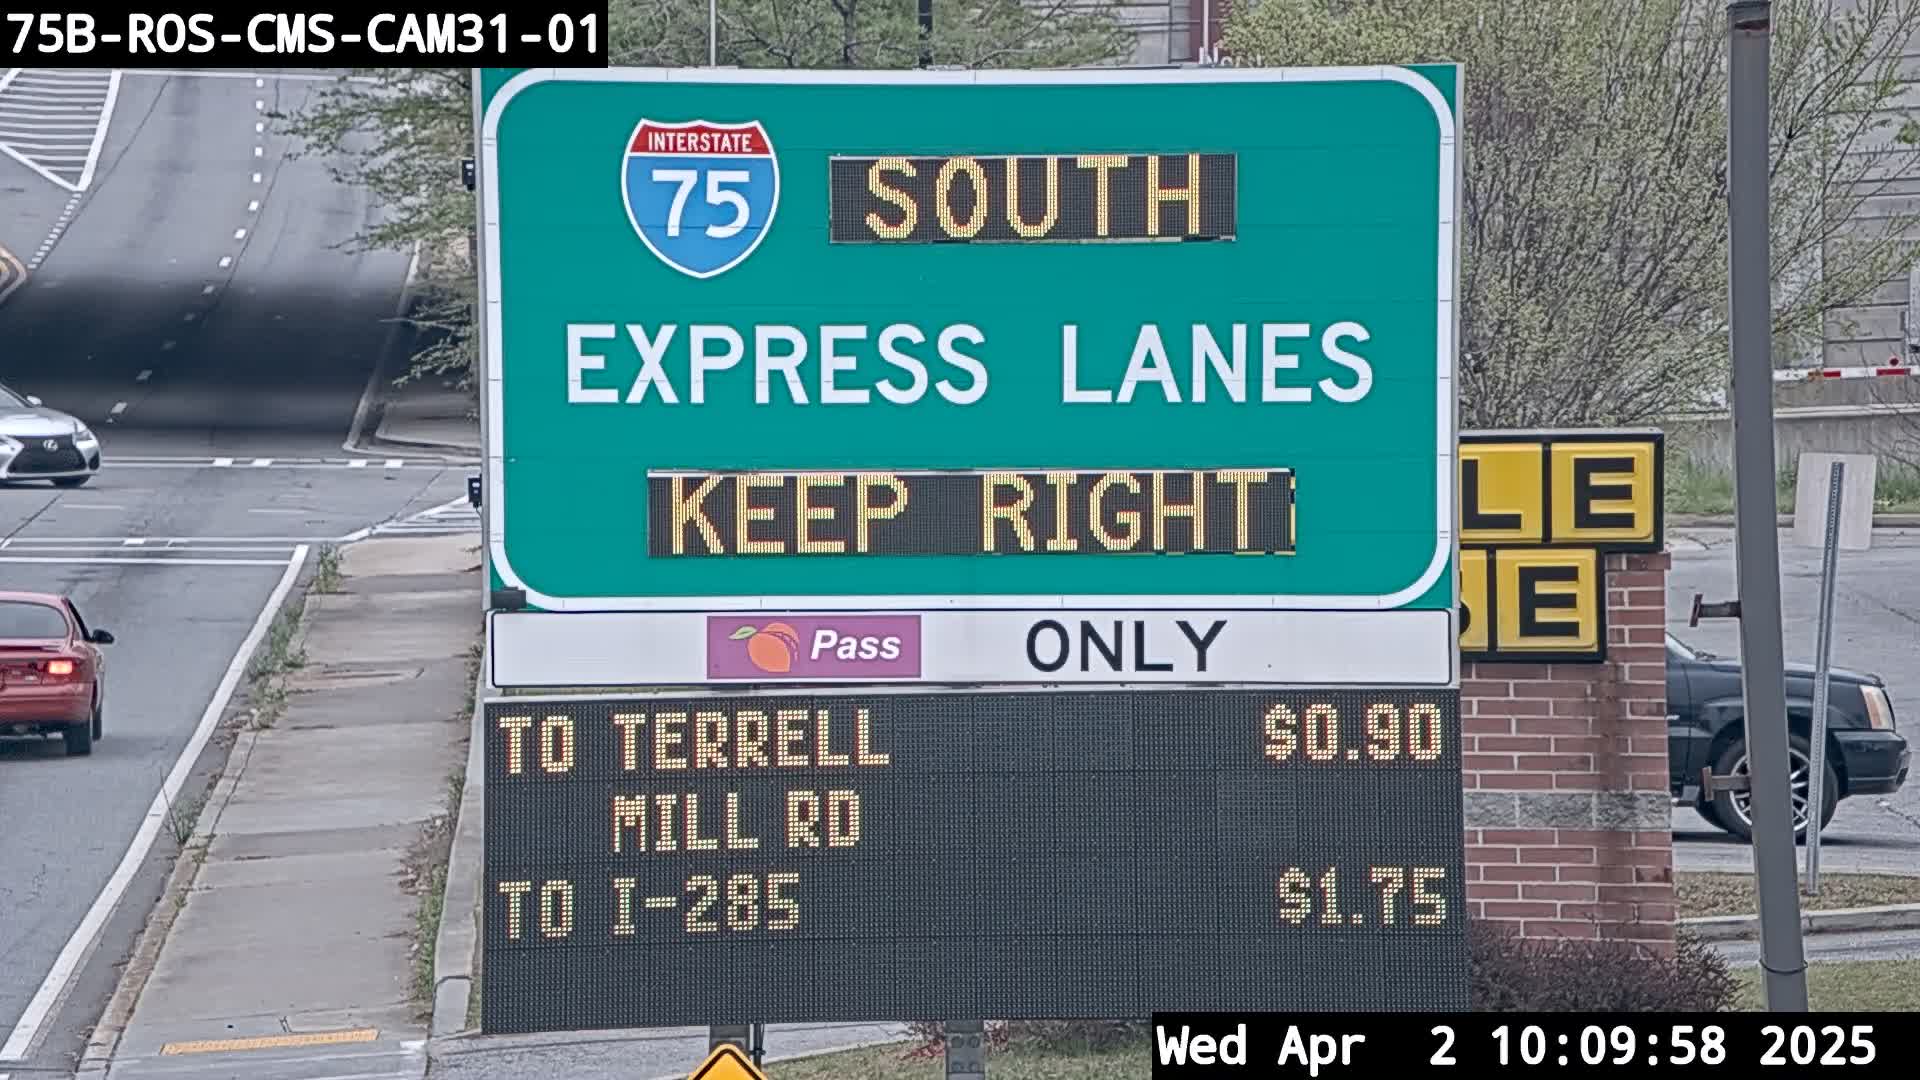 75B-ROS-CMS-CAM31-01
INTERSTATE
75
SOUTH
EXPRESS LANES
KEEP RIGHT
Pass ONLY
TO TERRELL $0.90
MILL RD
TO I-285 $1.75
LE
E
Wed Apr 2 10:09:58 2025